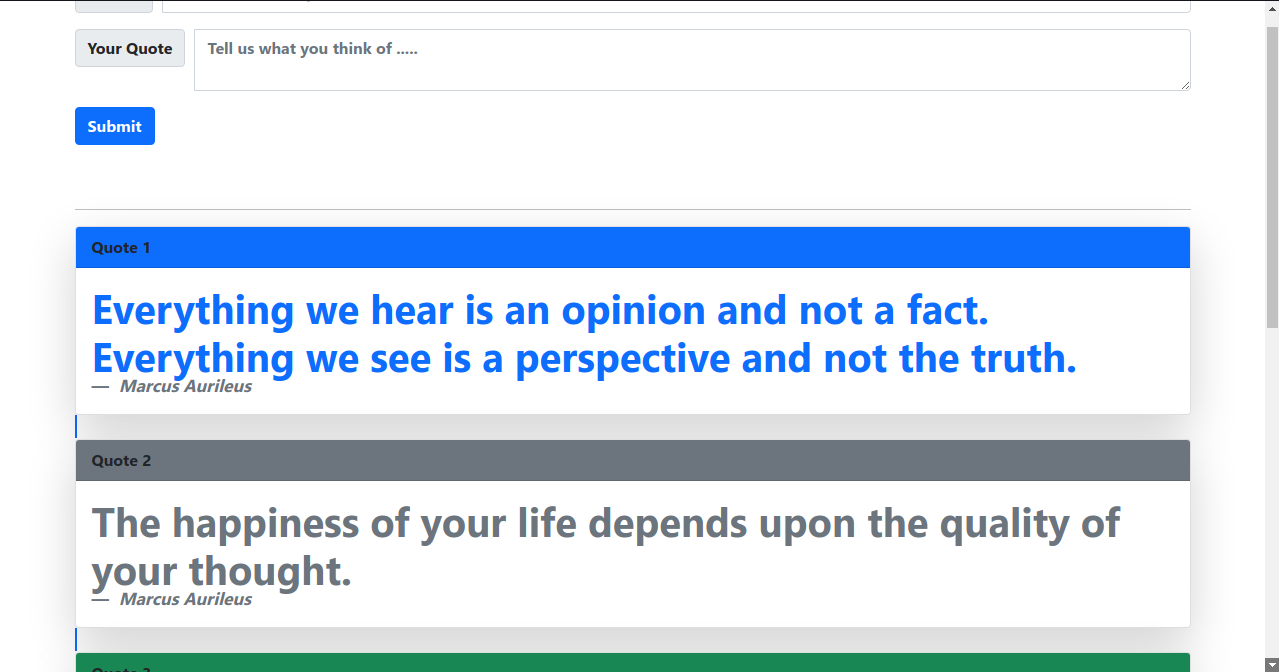 Your Quote
Tell us what you think of .....
Submit
Quote 1
Everything we hear is an opinion and not a fact.
Everything we see is a perspective and not the truth.
— Marcus Aurileus
Quote 2
The happiness of your life depends upon the quality of
your thought.
— Marcus Aurileus
Quote 3